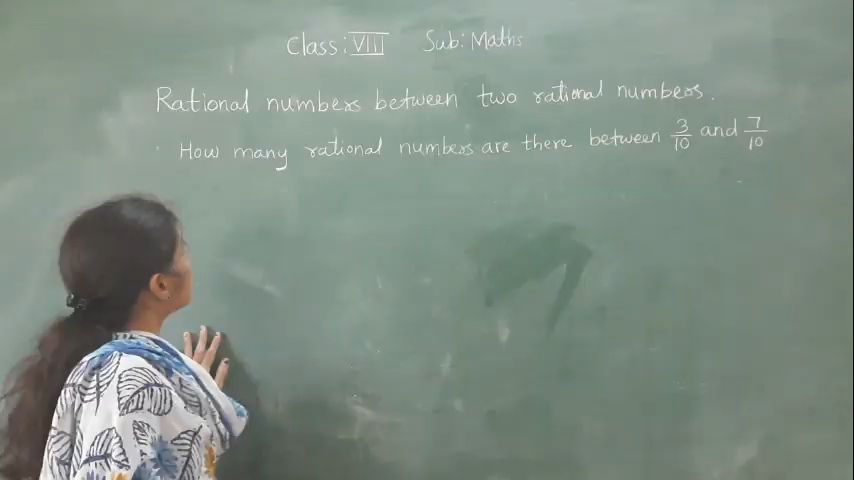 Class: VIII Sub: Maths
Rational numbers between two rational numbers.
How many rational numbers are there between 3/10 and 7/10